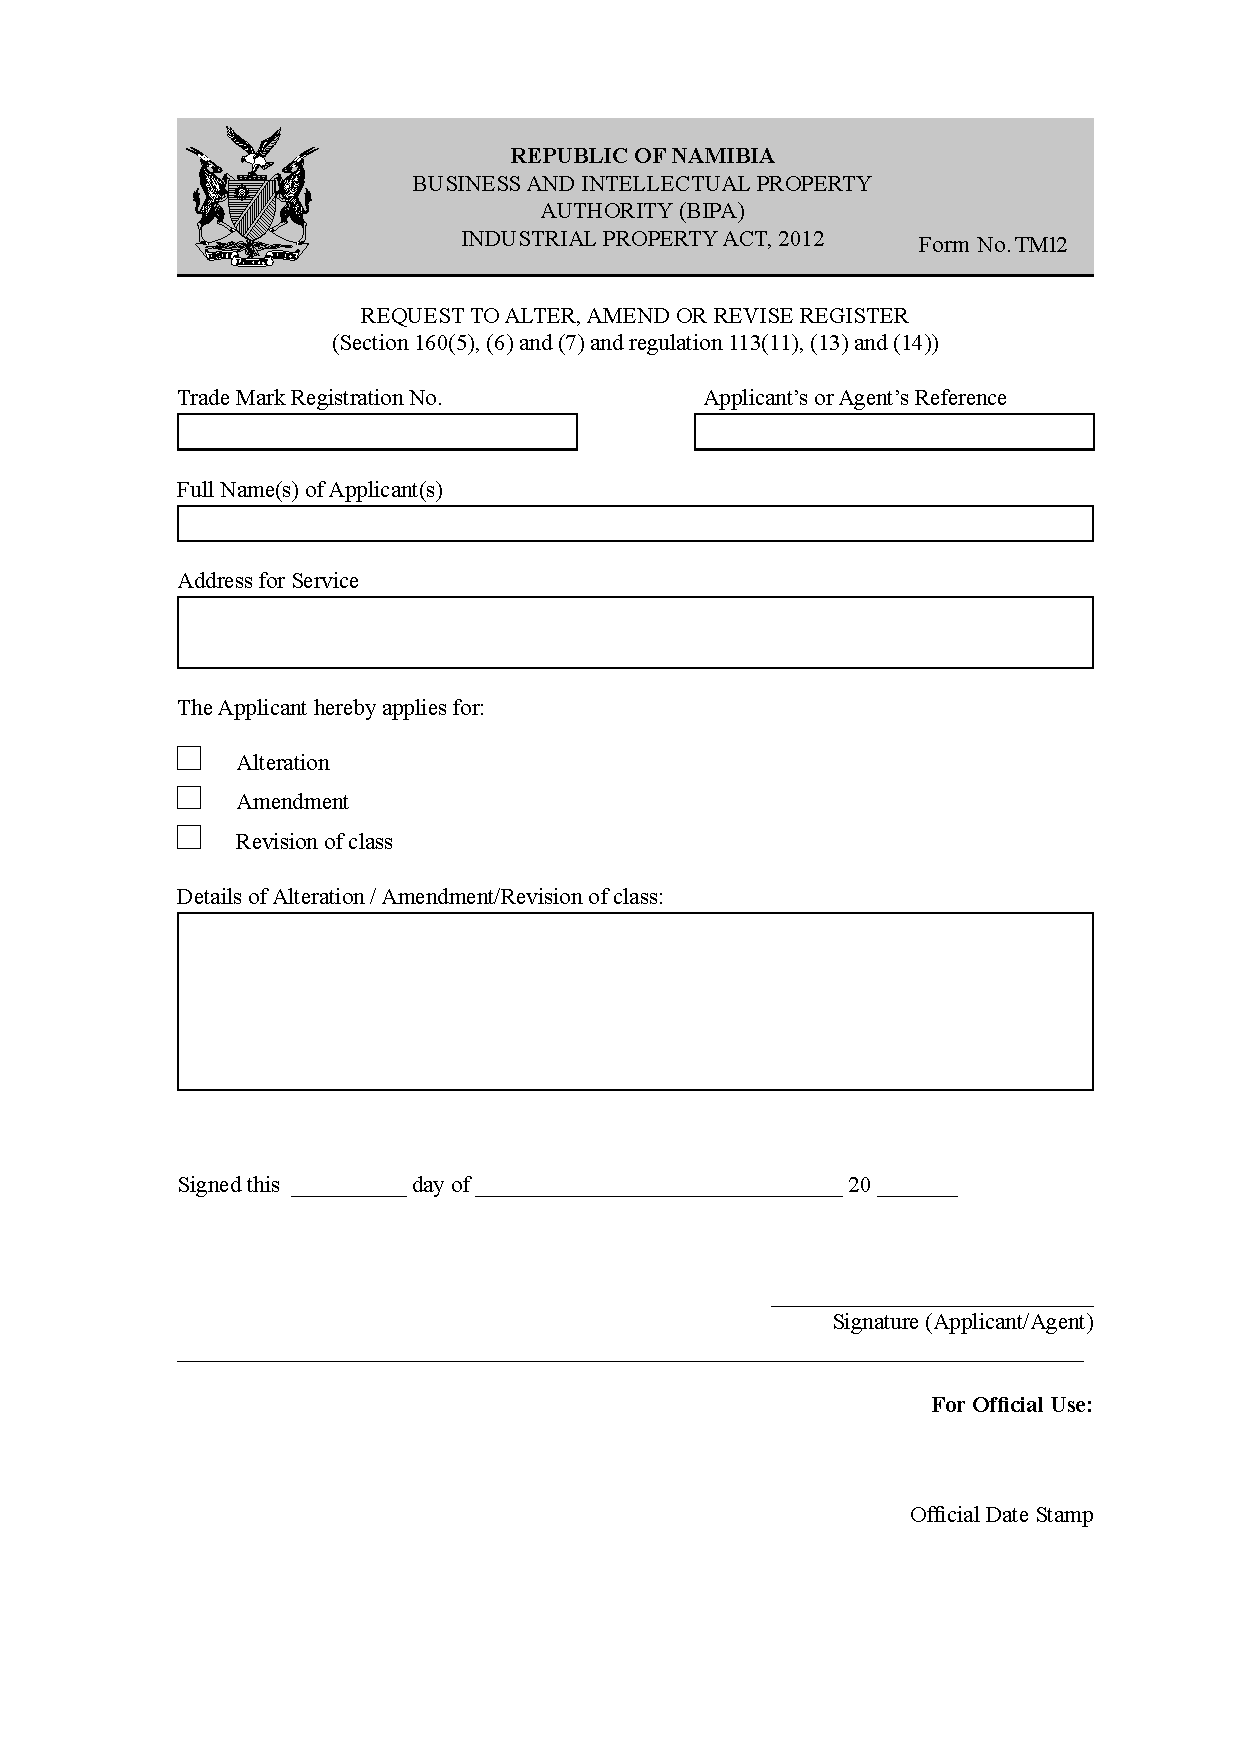 REPUBLIC OF NAMIBIA
BUSINESS AND INTELLECTUAL PROPERTY
AUTHORITY (BIPA)
INDUSTRIAL PROPERTY ACT, 2012
Form No. TM12
REQUEST TO ALTER, AMEND OR REVISE REGISTER
(Section 160(5), (6) and (7) and regulation 113(11), (13) and (14))
Trade Mark Registration No.
Applicant’s or Agent’s Reference
Full Name(s) of Applicant(s)
Address for Service
The Applicant hereby applies for:
Alteration
Amendment
Revision of class
Details of Alteration / Amendment/Revision of class:
Signed this __________ day of ________________________________ 20 _______
Signature (Applicant/Agent)
For Official Use:
Official Date Stamp